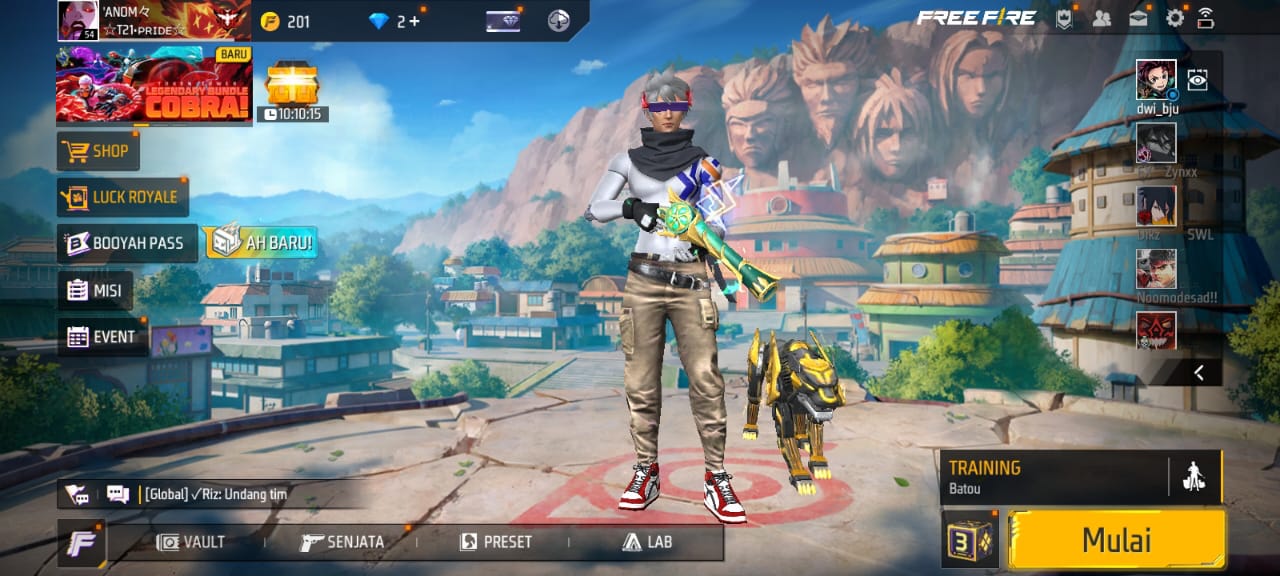 'ANOM々
54
☆T21•PRIDE☆
201
2+
FREE FIRE
BARU
LEGENDARY BUNDLE
COBRA!
10:10:15
SHOP
LUCK ROYALE
BOOYAH PASS
AH BARU!
MISI
EVENT
dwi_bju
Zynxx
Dikz SWL
Noomodesad!!
[Global] ✓Riz: Undang tim
TRAINING
Batou
VAULT
SENJATA
PRESET
LAB
3
Mulai